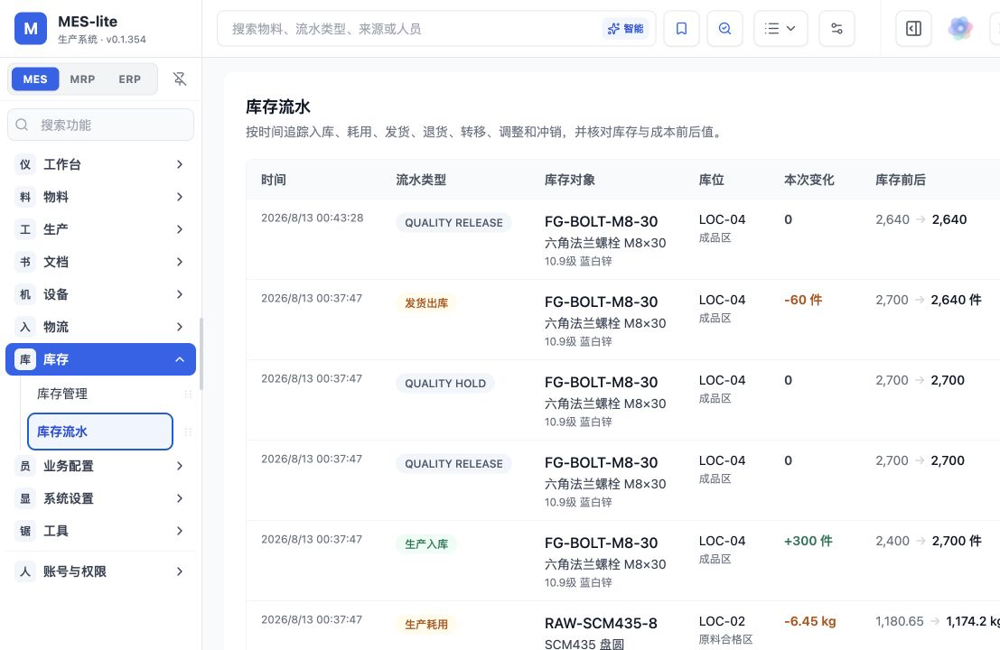 M
MES-lite
生产系统 · v0.1.354
搜索物料、流水类型、来源或人员
智能
MES MRP ERP
搜索功能
仪 工作台
料 物料
工 生产
书 文档
机 设备
入 物流
库 库存
库存管理
库存流水
员 业务配置
显 系统设置
锯 工具
人 账号与权限
库存流水
按时间追踪入库、耗用、发货、退货、转移、调整和冲销，并核对库存与成本前后值。
时间 流水类型 库存对象 库位 本次变化 库存前后
2026/8/13 00:43:28 QUALITY RELEASE FG-BOLT-M8-30 LOC-04 0 2,640 → 2,640
六角法兰螺栓 M8×30 成品区
10.9级 蓝白锌
2026/8/13 00:37:47 发货出库 FG-BOLT-M8-30 LOC-04 -60 件 2,700 → 2,640 件
六角法兰螺栓 M8×30 成品区
10.9级 蓝白锌
2026/8/13 00:37:47 QUALITY HOLD FG-BOLT-M8-30 LOC-04 0 2,700 → 2,700
六角法兰螺栓 M8×30 成品区
10.9级 蓝白锌
2026/8/13 00:37:47 QUALITY RELEASE FG-BOLT-M8-30 LOC-04 0 2,700 → 2,700
六角法兰螺栓 M8×30 成品区
10.9级 蓝白锌
2026/8/13 00:37:47 生产入库 FG-BOLT-M8-30 LOC-04 +300 件 2,400 → 2,700 件
六角法兰螺栓 M8×30 成品区
10.9级 蓝白锌
2026/8/13 00:37:47 生产耗用 RAW-SCM435-8 LOC-02 -6.45 kg 1,180.65 → 1,174.2 kg
SCM435 盘圆 原料合格区